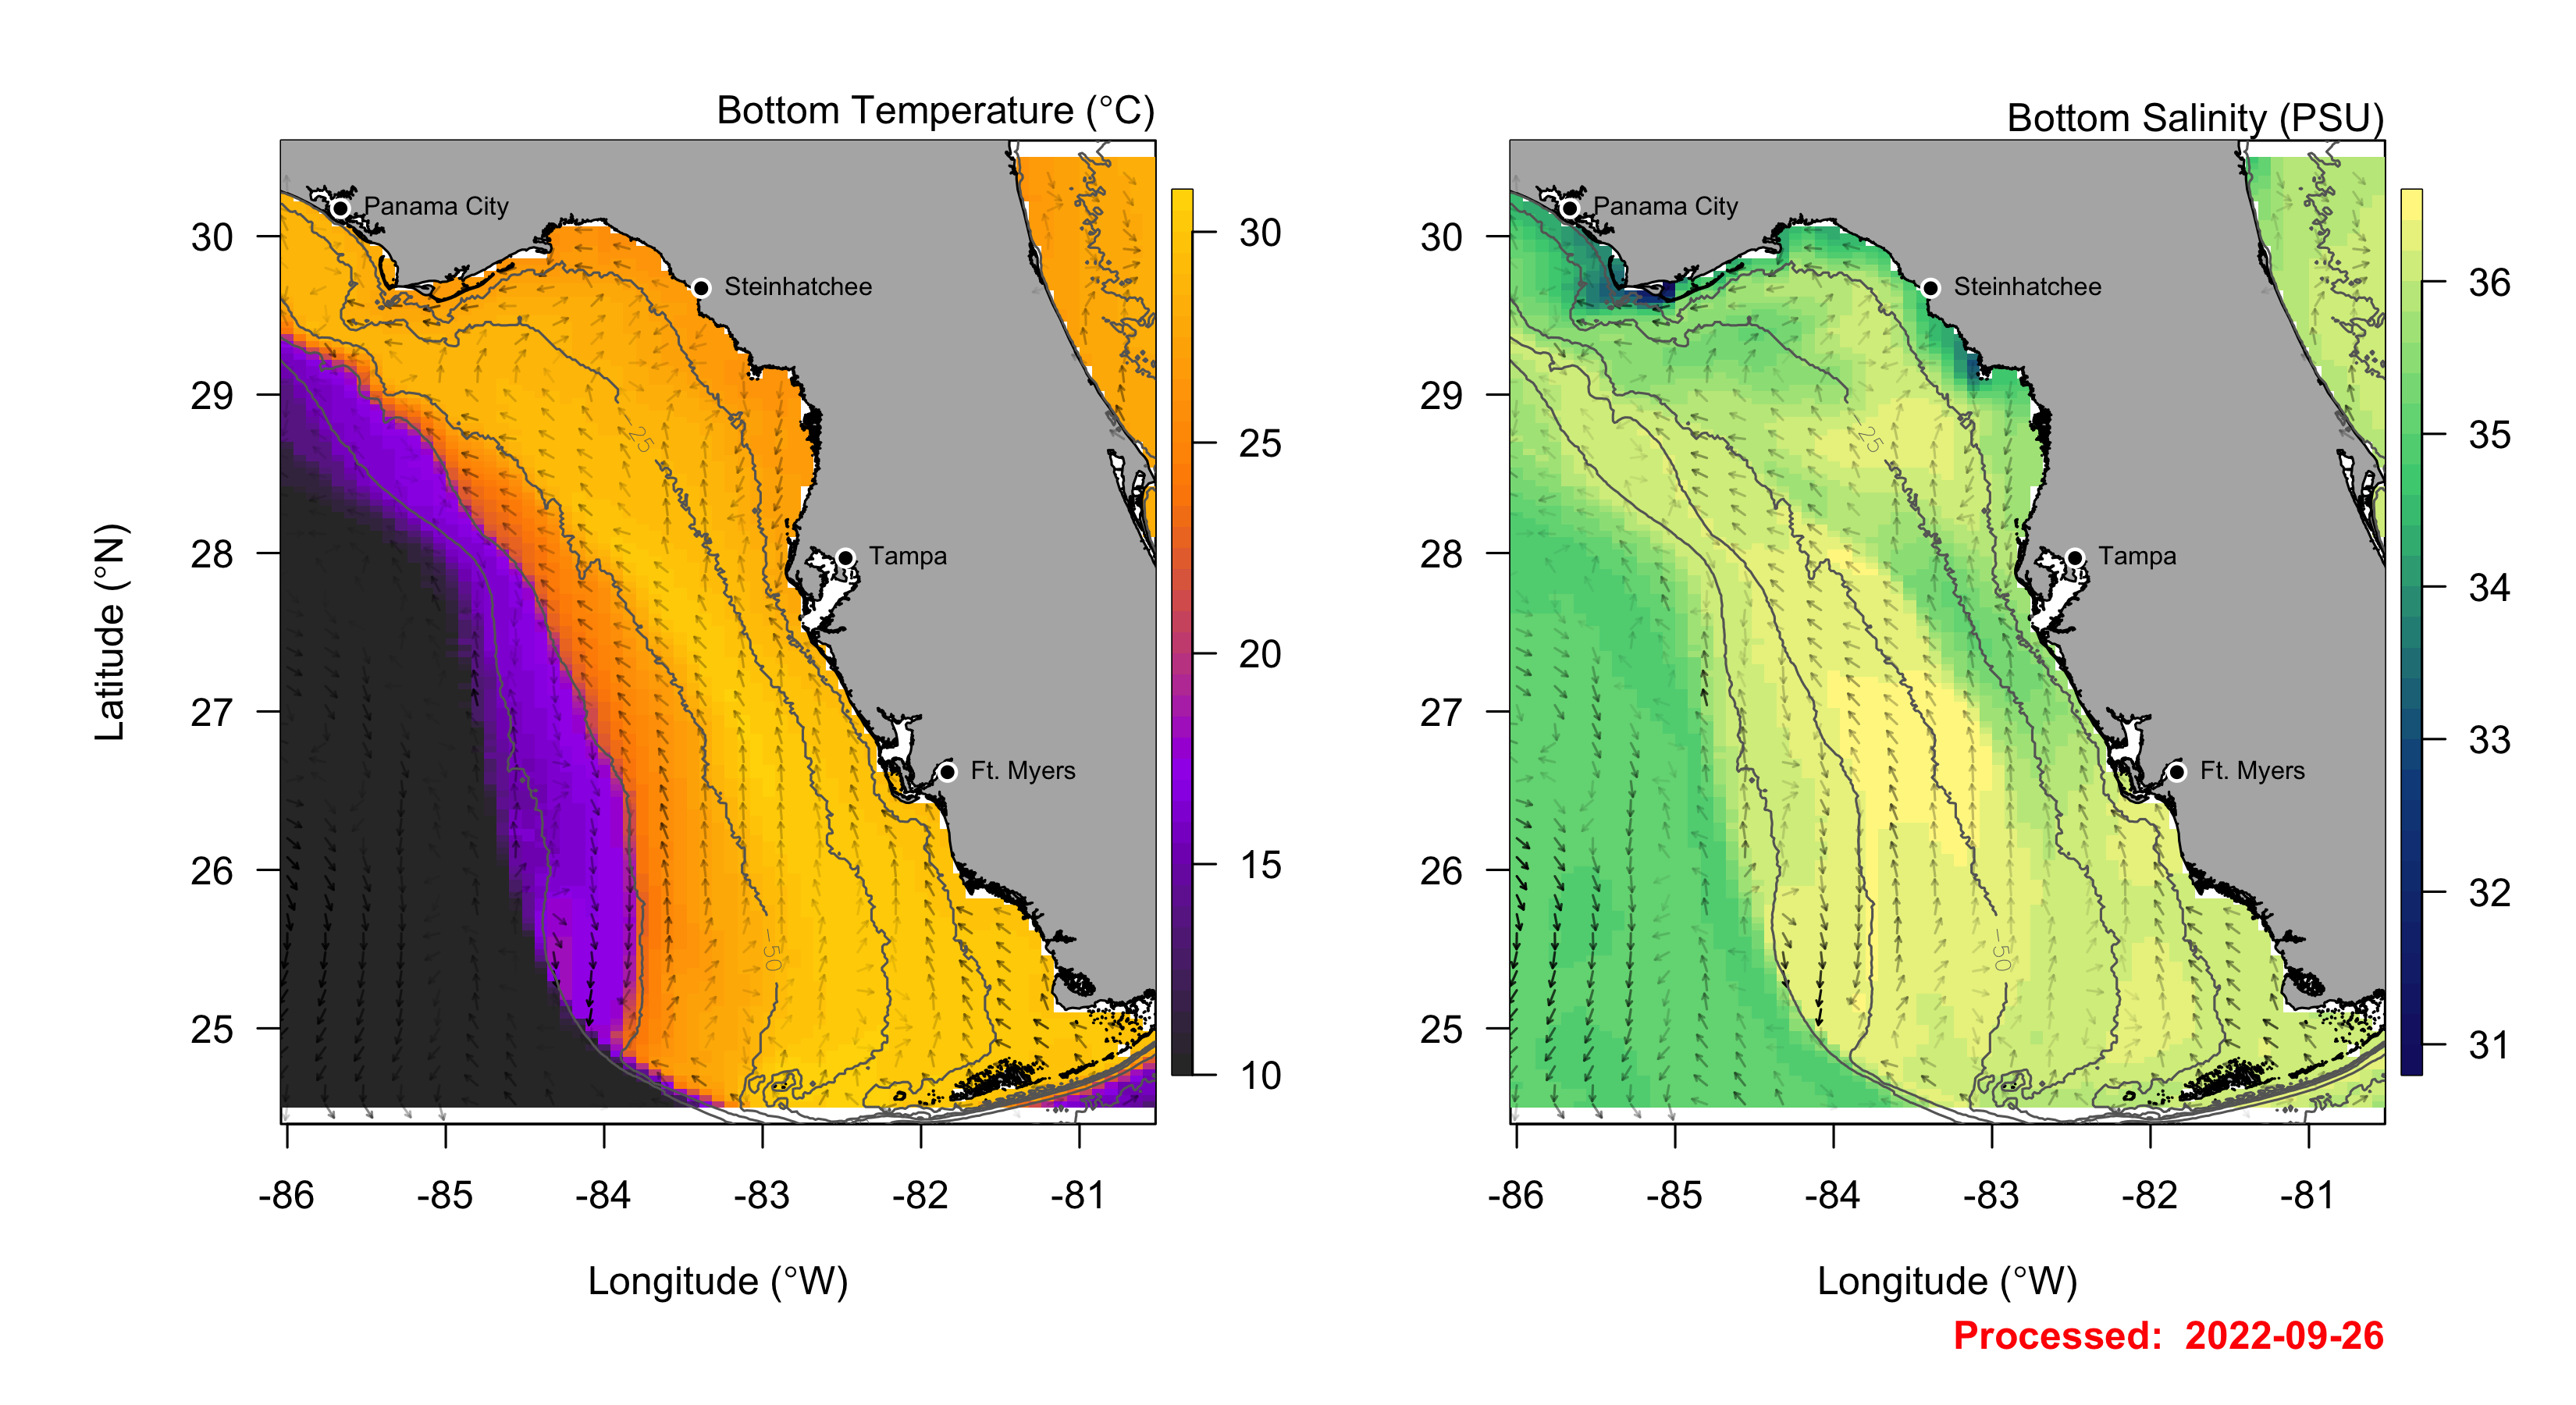 Bottom Temperature (°C)
Panama City
Steinhatchee
Tampa
Ft. Myers
−25
−50
30
29
28
27
26
25
Latitude (°N)
-86
-85
-84
-83
-82
-81
Longitude (°W)
30
25
20
15
10
Bottom Salinity (PSU)
Panama City
Steinhatchee
Tampa
Ft. Myers
−25
−50
30
29
28
27
26
25
-86
-85
-84
-83
-82
-81
Longitude (°W)
36
35
34
33
32
31
Processed: 2022-09-26